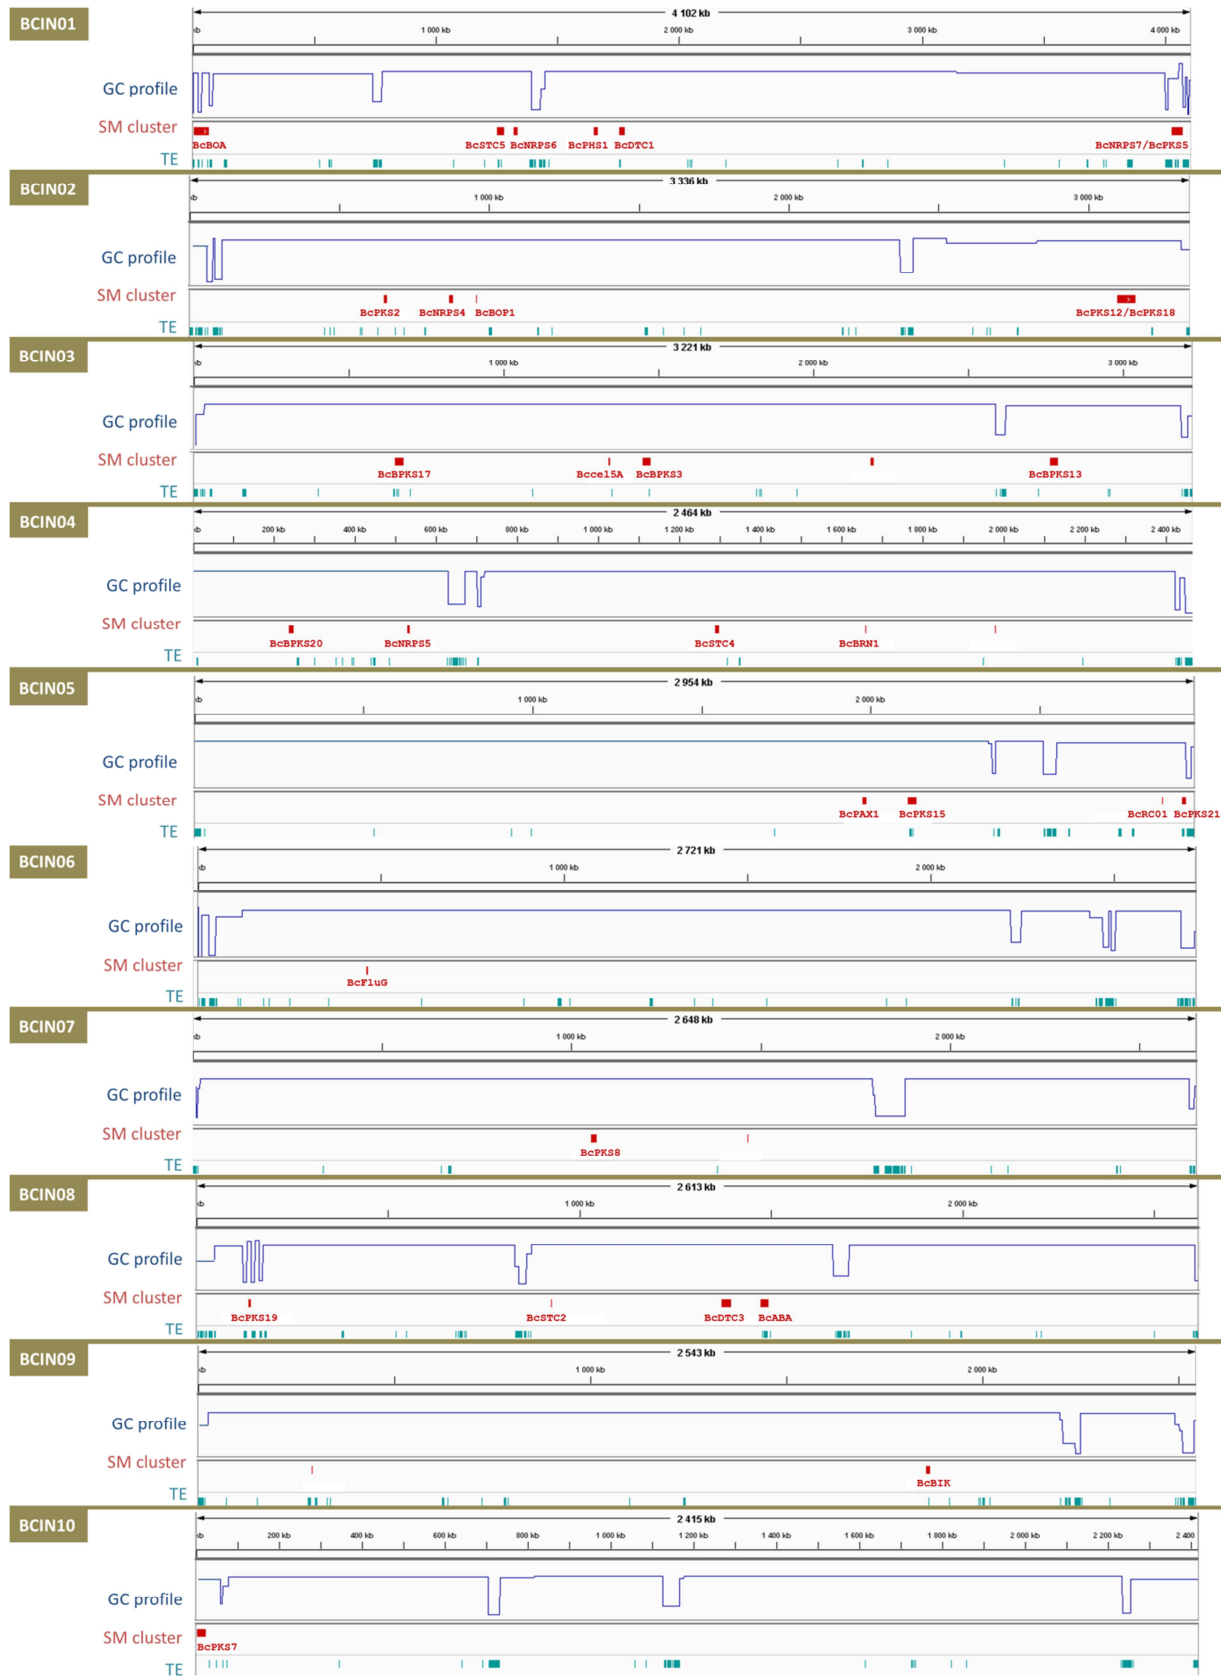 BCIN01
4 102 kb
kb 1 000 kb 2 000 kb 3 000 kb 4 000 kb
GC profile
SM cluster
BcBOA BcSTC5 BcNRPS6 BcPHS1 BcDTC1 BcNRPS7/BcPKS5
TE
BCIN02
3 336 kb
kb 1 000 kb 2 000 kb 3 000 kb
GC profile
SM cluster
BcPKS2 BcNRPS4 BcBOP1 BcPKS12/BcPKS18
TE
BCIN03
3 221 kb
kb 1 000 kb 2 000 kb 3 000 kb
GC profile
SM cluster
BcBPKS17 Bcce15A BcBPKS3 BcBPKS13
TE
BCIN04
2 464 kb
kb 200 kb 400 kb 600 kb 800 kb 1 000 kb 1 200 kb 1 400 kb 1 600 kb 1 800 kb 2 000 kb 2 200 kb 2 400 kb
GC profile
SM cluster
BcBPKS20 BcNRPS5 BcSTC4 BcBRN1
TE
BCIN05
2 954 kb
kb 1 000 kb 2 000 kb
GC profile
SM cluster
BcPAX1 BcPKS15 BcRC01 BcPKS21
TE
BCIN06
2 721 kb
kb 1 000 kb 2 000 kb
GC profile
SM cluster
BcFluG
TE
BCIN07
2 648 kb
kb 1 000 kb 2 000 kb
GC profile
SM cluster
BcPKS8
TE
BCIN08
2 613 kb
kb 1 000 kb 2 000 kb
GC profile
SM cluster
BcPKS19 BcSTC2 BcDTC3 BcABA
TE
BCIN09
2 543 kb
kb 1 000 kb 2 000 kb
GC profile
SM cluster
BcBIK
TE
BCIN10
2 415 kb
kb 200 kb 400 kb 600 kb 800 kb 1 000 kb 1 200 kb 1 400 kb 1 600 kb 1 800 kb 2 000 kb 2 200 kb 2 400
GC profile
SM cluster
BcPKS7
TE